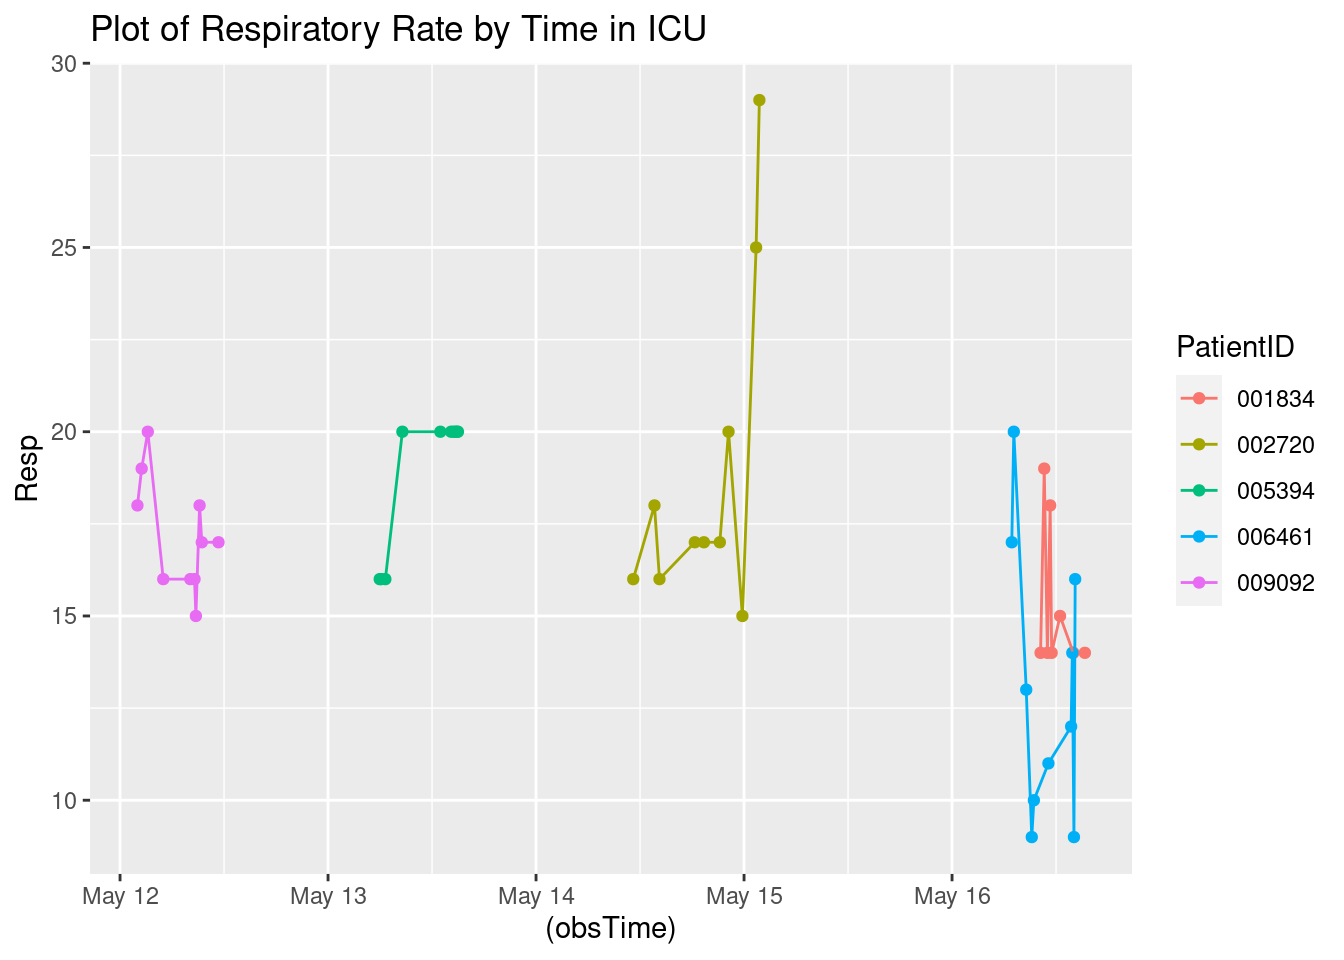 Plot of Respiratory Rate by Time in ICU
30
25
20
15
10
Resp
May 12
May 13
May 14
May 15
May 16
(obsTime)
PatientID
001834
002720
005394
006461
009092